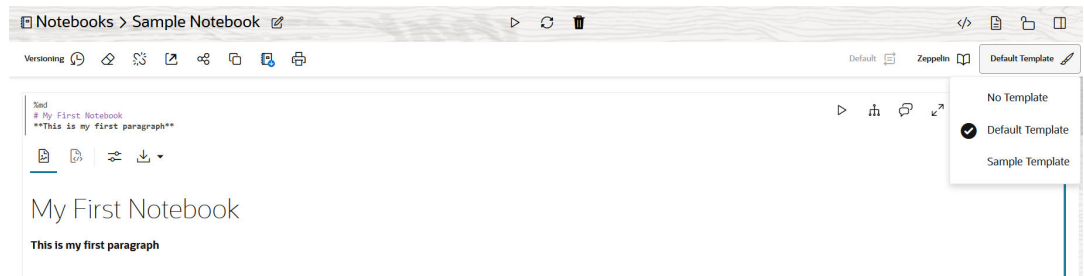 Notebooks > Sample Notebook
Versioning Default Zeppelin Default Template
No Template
Default Template
Sample Template
%md
# My First Notebook
**This is my first paragraph**
My First Notebook
This is my first paragraph